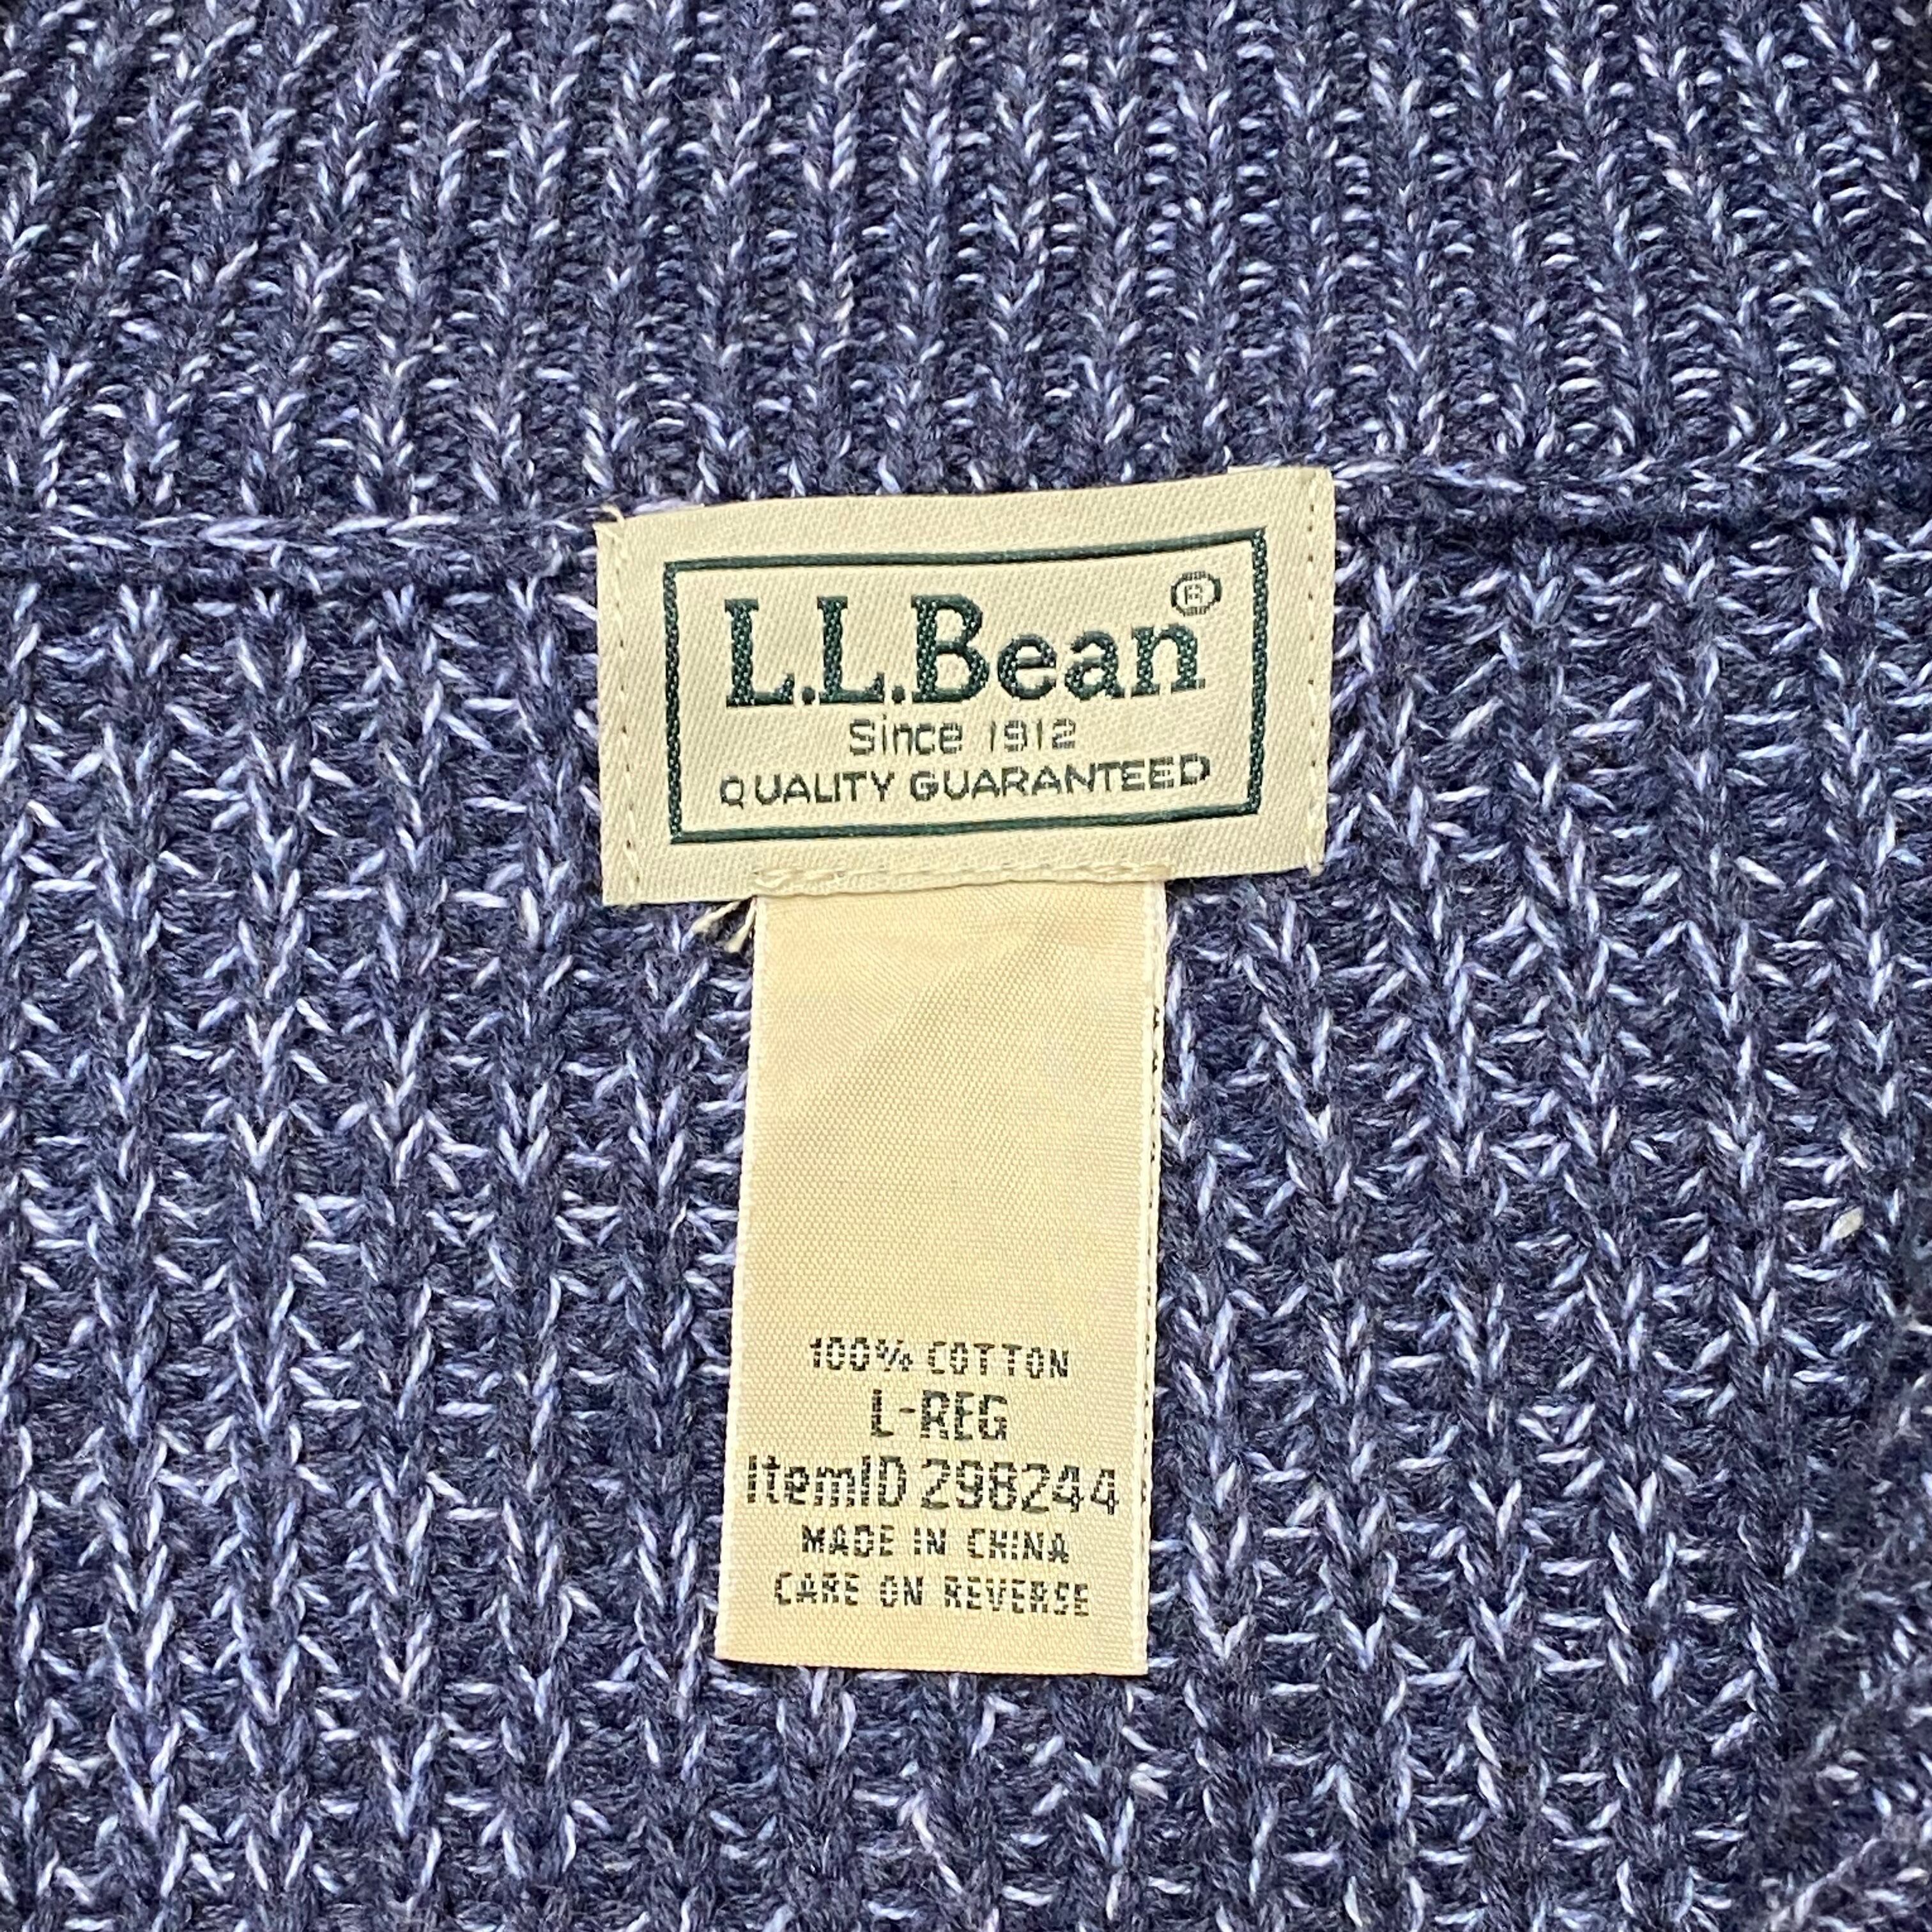 L.L.Bean®
Since 1912
QUALITY GUARANTEED
100% COTTON
L-REG
ItemID 298244
MADE IN CHINA
CARE ON REVERSE